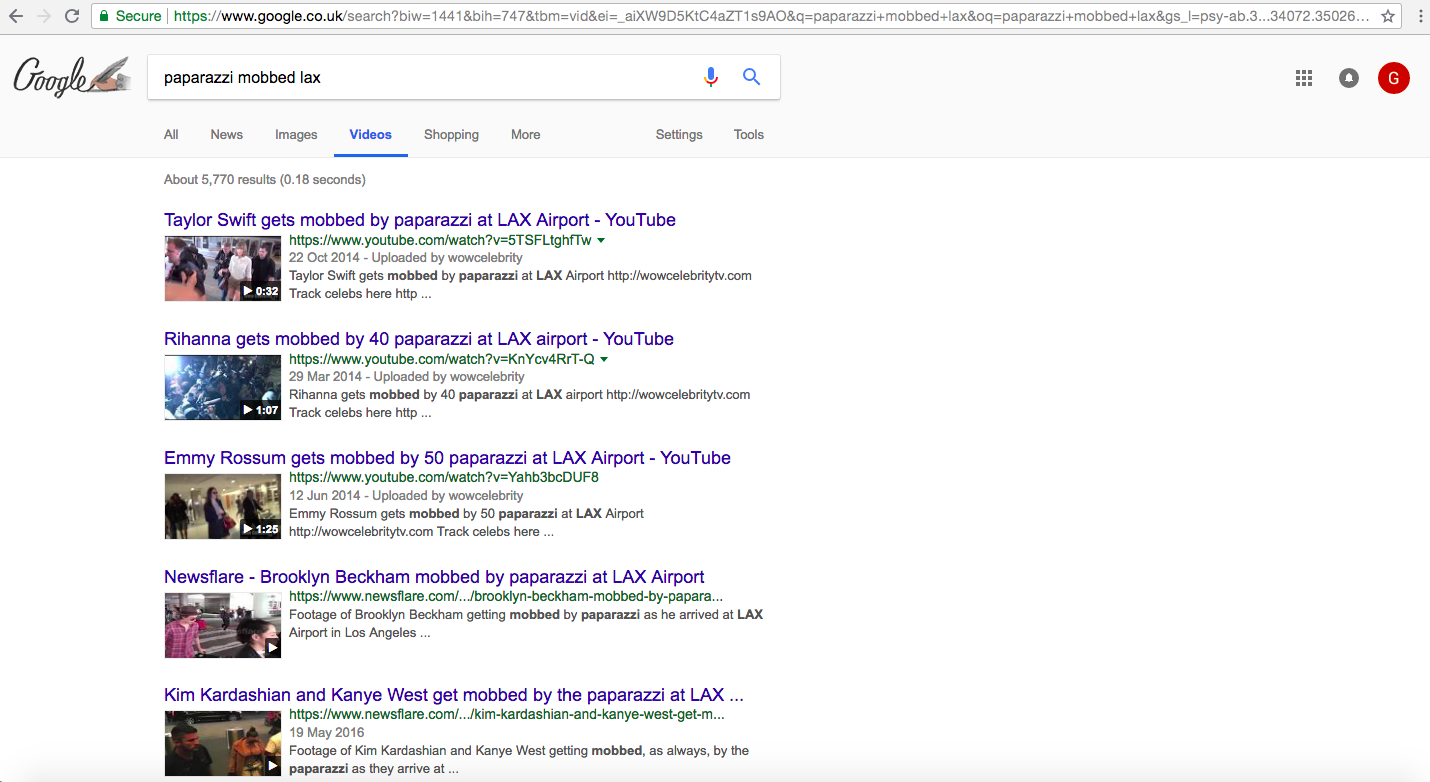 Secure https://www.google.co.uk/search?biw=1441&bih=747&tbm=vid&ei=_aiXW9D5KtC4aZT1s9AO&q=paparazzi+mobbed+lax&oq=paparazzi+mobbed+lax&gs_l=psy-ab.3...34072.35026...
Google
paparazzi mobbed lax
G
All News Images Videos Shopping More Settings Tools
About 5,770 results (0.18 seconds)
Taylor Swift gets mobbed by paparazzi at LAX Airport - YouTube
https://www.youtube.com/watch?v=5TSFLtghfTw
22 Oct 2014 - Uploaded by wowcelebrity
Taylor Swift gets mobbed by paparazzi at LAX Airport http://wowcelebritytv.com
Track celebs here http ...
0:32
Rihanna gets mobbed by 40 paparazzi at LAX airport - YouTube
https://www.youtube.com/watch?v=KnYcv4RrT-Q
29 Mar 2014 - Uploaded by wowcelebrity
Rihanna gets mobbed by 40 paparazzi at LAX airport http://wowcelebritytv.com
Track celebs here http ...
1:07
Emmy Rossum gets mobbed by 50 paparazzi at LAX Airport - YouTube
https://www.youtube.com/watch?v=Yahb3bcDUF8
12 Jun 2014 - Uploaded by wowcelebrity
Emmy Rossum gets mobbed by 50 paparazzi at LAX Airport
http://wowcelebritytv.com Track celebs here ...
1:25
Newsflare - Brooklyn Beckham mobbed by paparazzi at LAX Airport
https://www.newsflare.com/.../brooklyn-beckham-mobbed-by-papara...
Footage of Brooklyn Beckham getting mobbed by paparazzi as he arrived at LAX
Airport in Los Angeles ...
Kim Kardashian and Kanye West get mobbed by the paparazzi at LAX ...
https://www.newsflare.com/.../kim-kardashian-and-kanye-west-get-m...
19 May 2016
Footage of Kim Kardashian and Kanye West getting mobbed, as always, by the
paparazzi as they arrive at ...